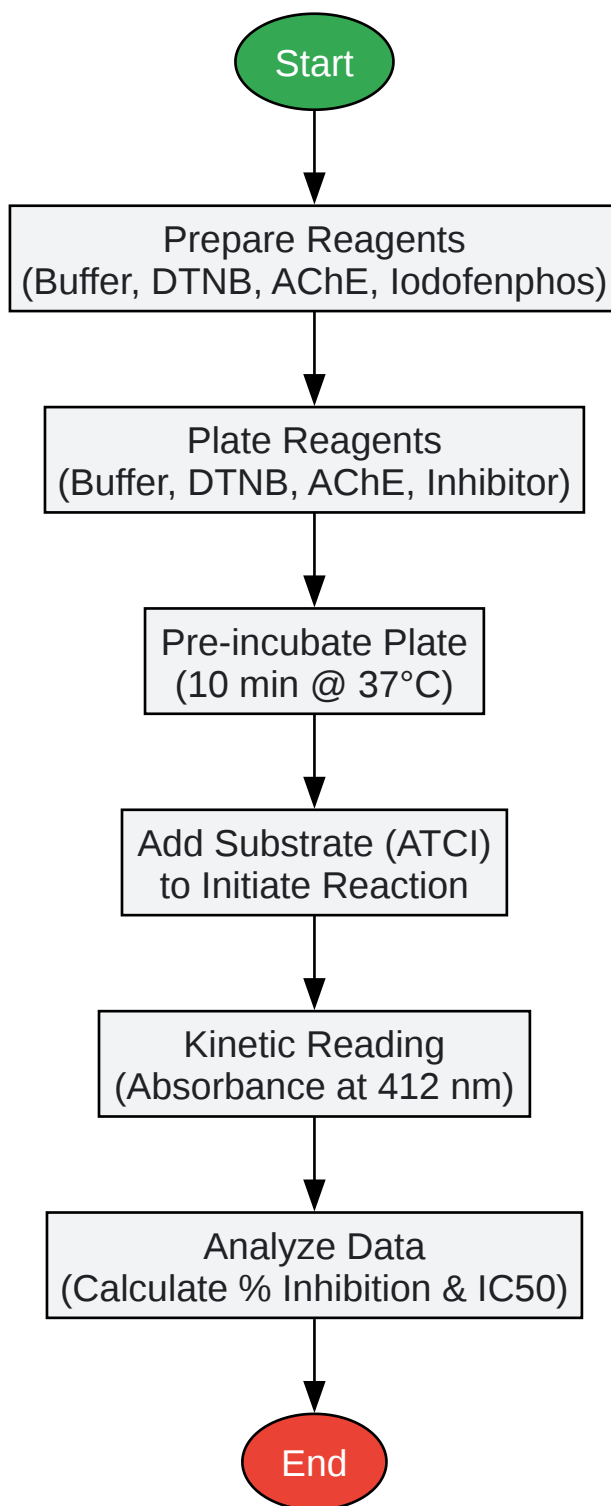 Start
Prepare Reagents
(Buffer, DTNB, AChE, Iodofenphos)
Plate Reagents
(Buffer, DTNB, AChE, Inhibitor)
Pre-incubate Plate
(10 min @ 37°C)
Add Substrate (ATCI)
to Initiate Reaction
Kinetic Reading
(Absorbance at 412 nm)
Analyze Data
(Calculate % Inhibition & IC50)
End